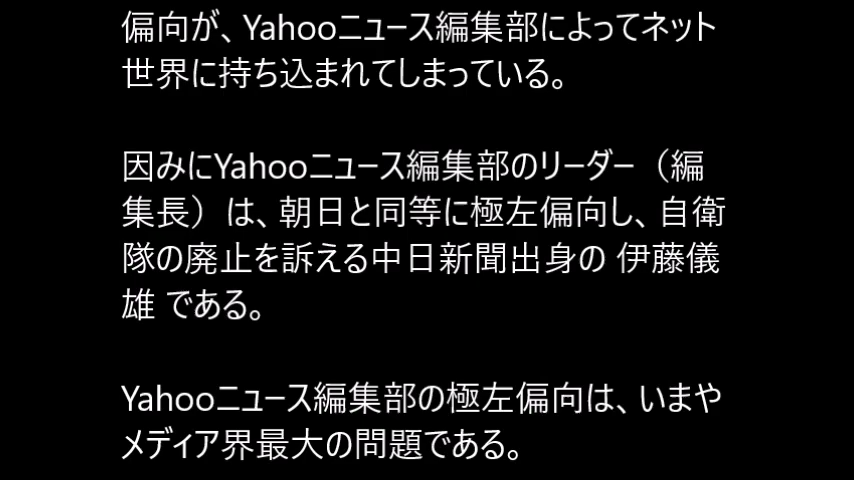 偏向が、Yahooニュース編集部によってネット
世界に持ち込まれてしまっている。
因みにYahooニュース編集部のリーダー（編
集長）は、朝日と同等に極左偏向し、自衛
隊の廃止を訴える中日新聞出身の 伊藤儀
雄 である。
Yahooニュース編集部の極左偏向は、いまや
メディア界最大の問題である。